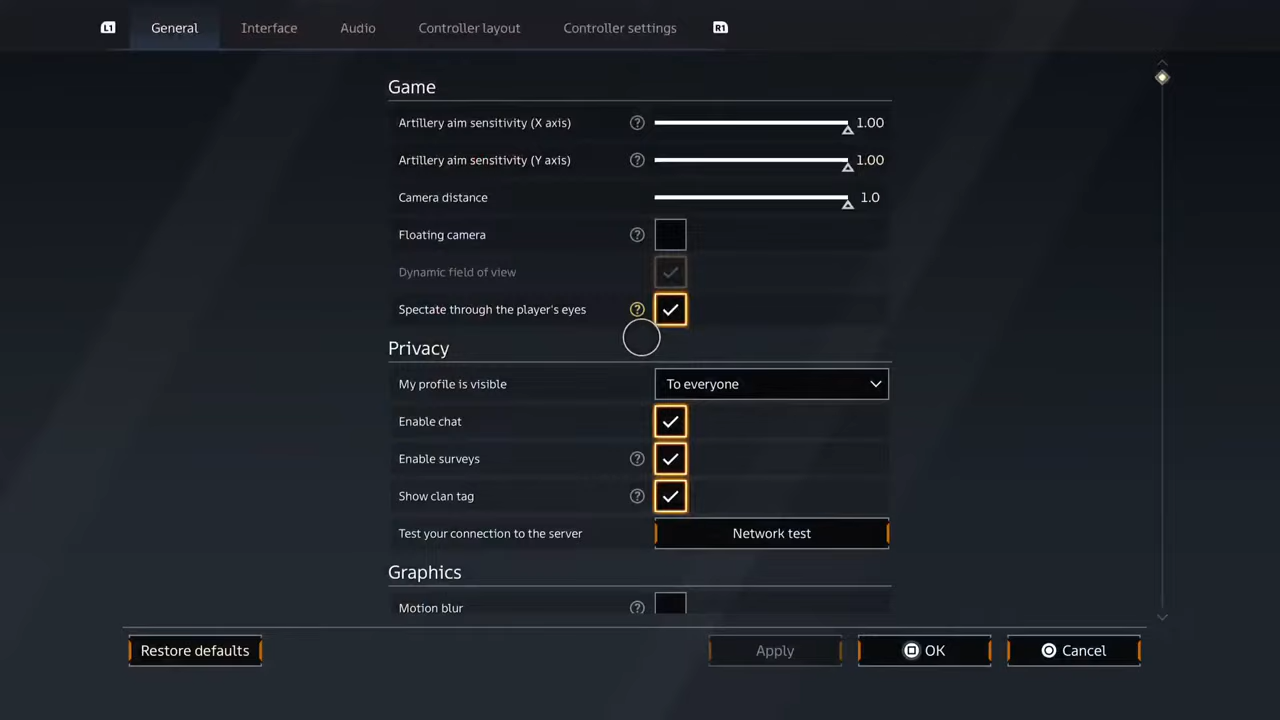 L1 General Interface Audio Controller layout Controller settings R1
Game
Artillery aim sensitivity (X axis) ? 1.00
Artillery aim sensitivity (Y axis) ? 1.00
Camera distance 1.0
Floating camera ?
Dynamic field of view
Spectate through the player's eyes ?
Privacy
My profile is visible To everyone
Enable chat
Enable surveys ?
Show clan tag ?
Test your connection to the server Network test
Graphics
Motion blur ?
Restore defaults Apply OK Cancel